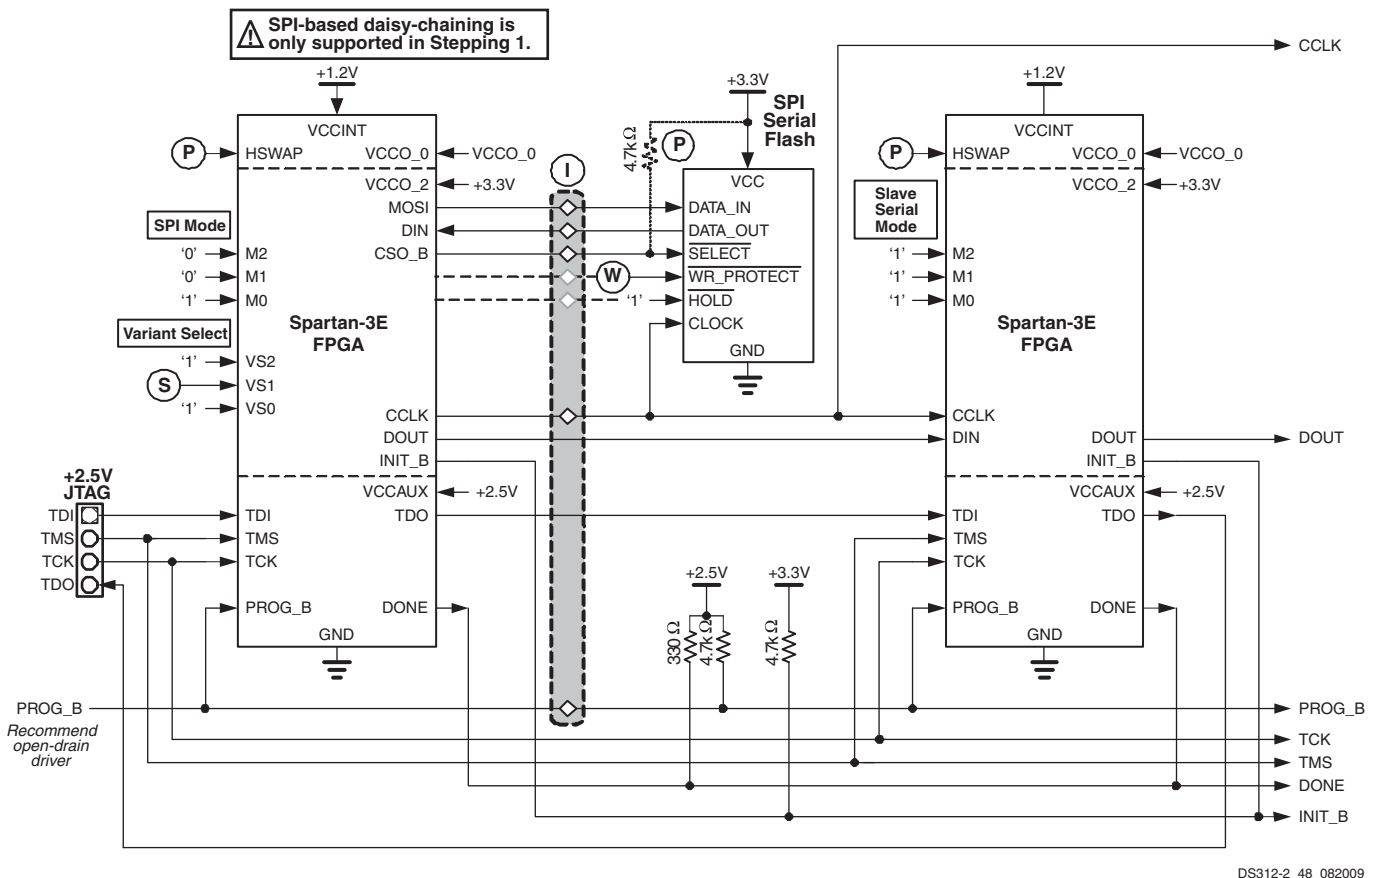 SPI-based daisy-chaining is
only supported in Stepping 1.
CCLK
+1.2V
+3.3V
+1.2V
SPI
Serial
Flash
VCCINT
P
HSWAP
VCCO_0
VCCO_0
I
4.7kΩ
P
VCCINT
P
HSWAP
VCCO_0
VCCO_0
VCCO_2
+3.3V
VCC
VCCO_2
+3.3V
MOSI
DATA_IN
Slave
Serial
Mode
SPI Mode
DIN
DATA_OUT
‘0’
M2
CSO_B
SELECT
‘1’
M2
‘0’
M1
W
WR_PROTECT
‘1’
M1
‘1’
M0
‘1’
HOLD
‘1’
M0
Variant Select
Spartan-3E
FPGA
CLOCK
GND
Spartan-3E
FPGA
‘1’
VS2
S
VS1
‘1’
VS0
CCLK
CCLK
DOUT
DIN
DOUT
DOUT
INIT_B
INIT_B
+2.5V
JTAG
VCCAUX
+2.5V
VCCAUX
+2.5V
TDI
TDI
TDO
TDI
TDO
TMS
TMS
TMS
TCK
TCK
TCK
TDO
+2.5V
+3.3V
PROG_B
DONE
PROG_B
DONE
GND
330 Ω
4.7kΩ
4.7kΩ
GND
PROG_B
PROG_B
Recommend
open-drain
driver
TCK
TMS
DONE
INIT_B
DS312-2_48_082009